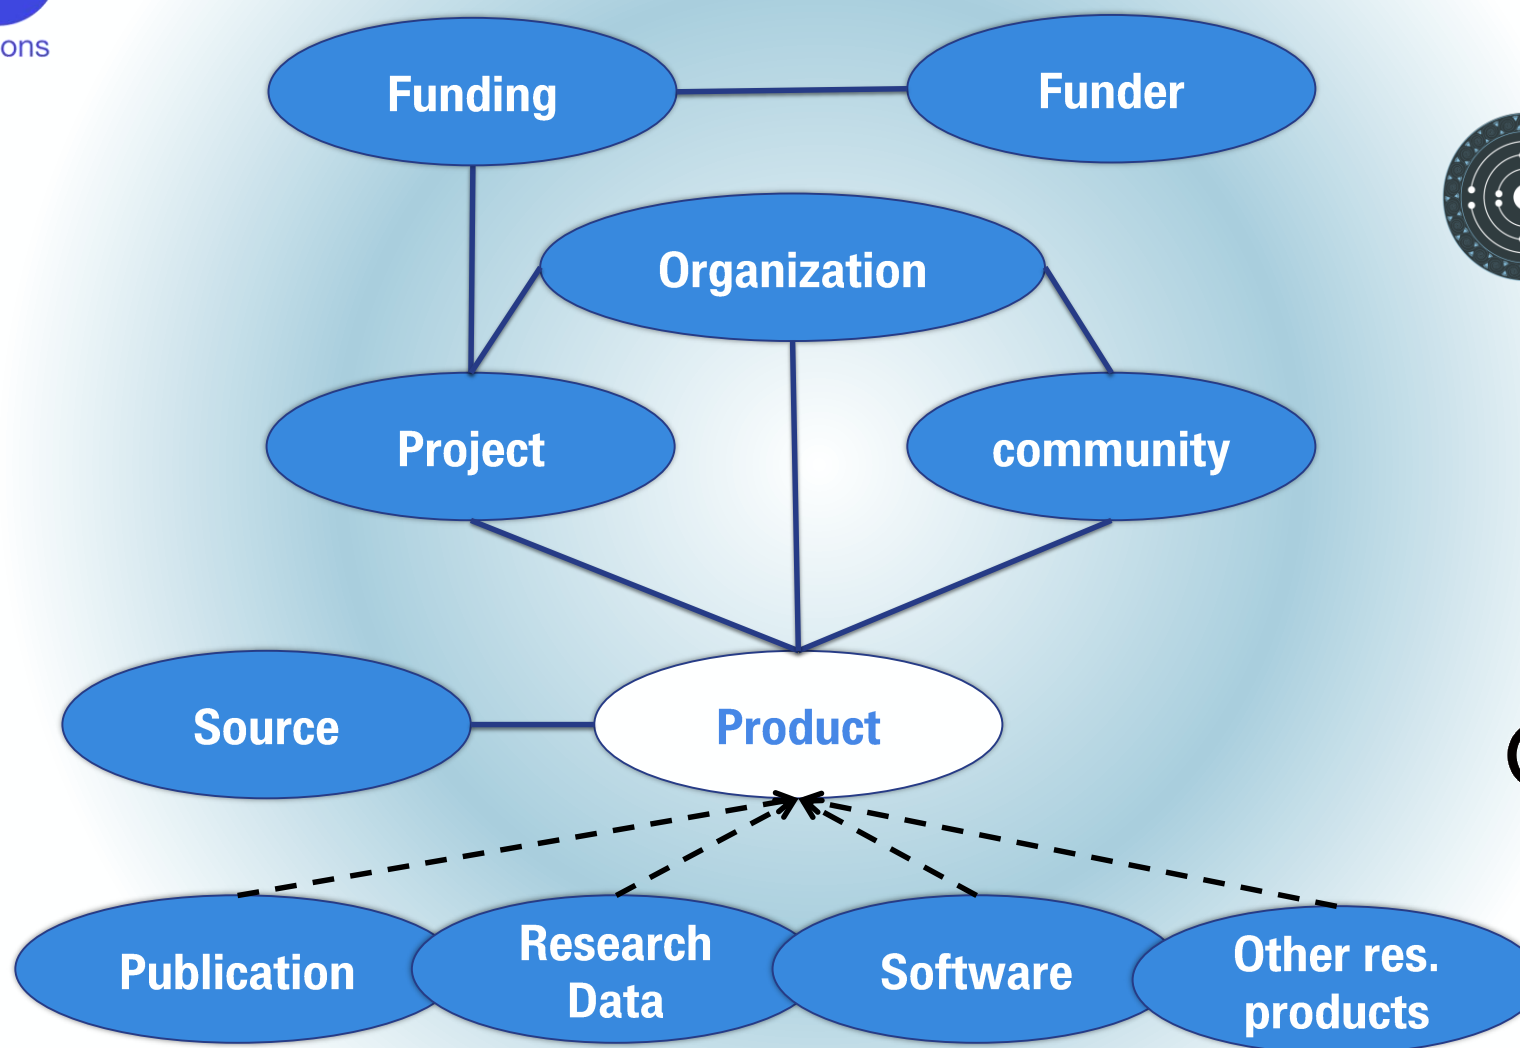 ons
Funding
Funder
Organization
Project
community
Source
Product
Publication
Research
Data
Software
Other res.
products